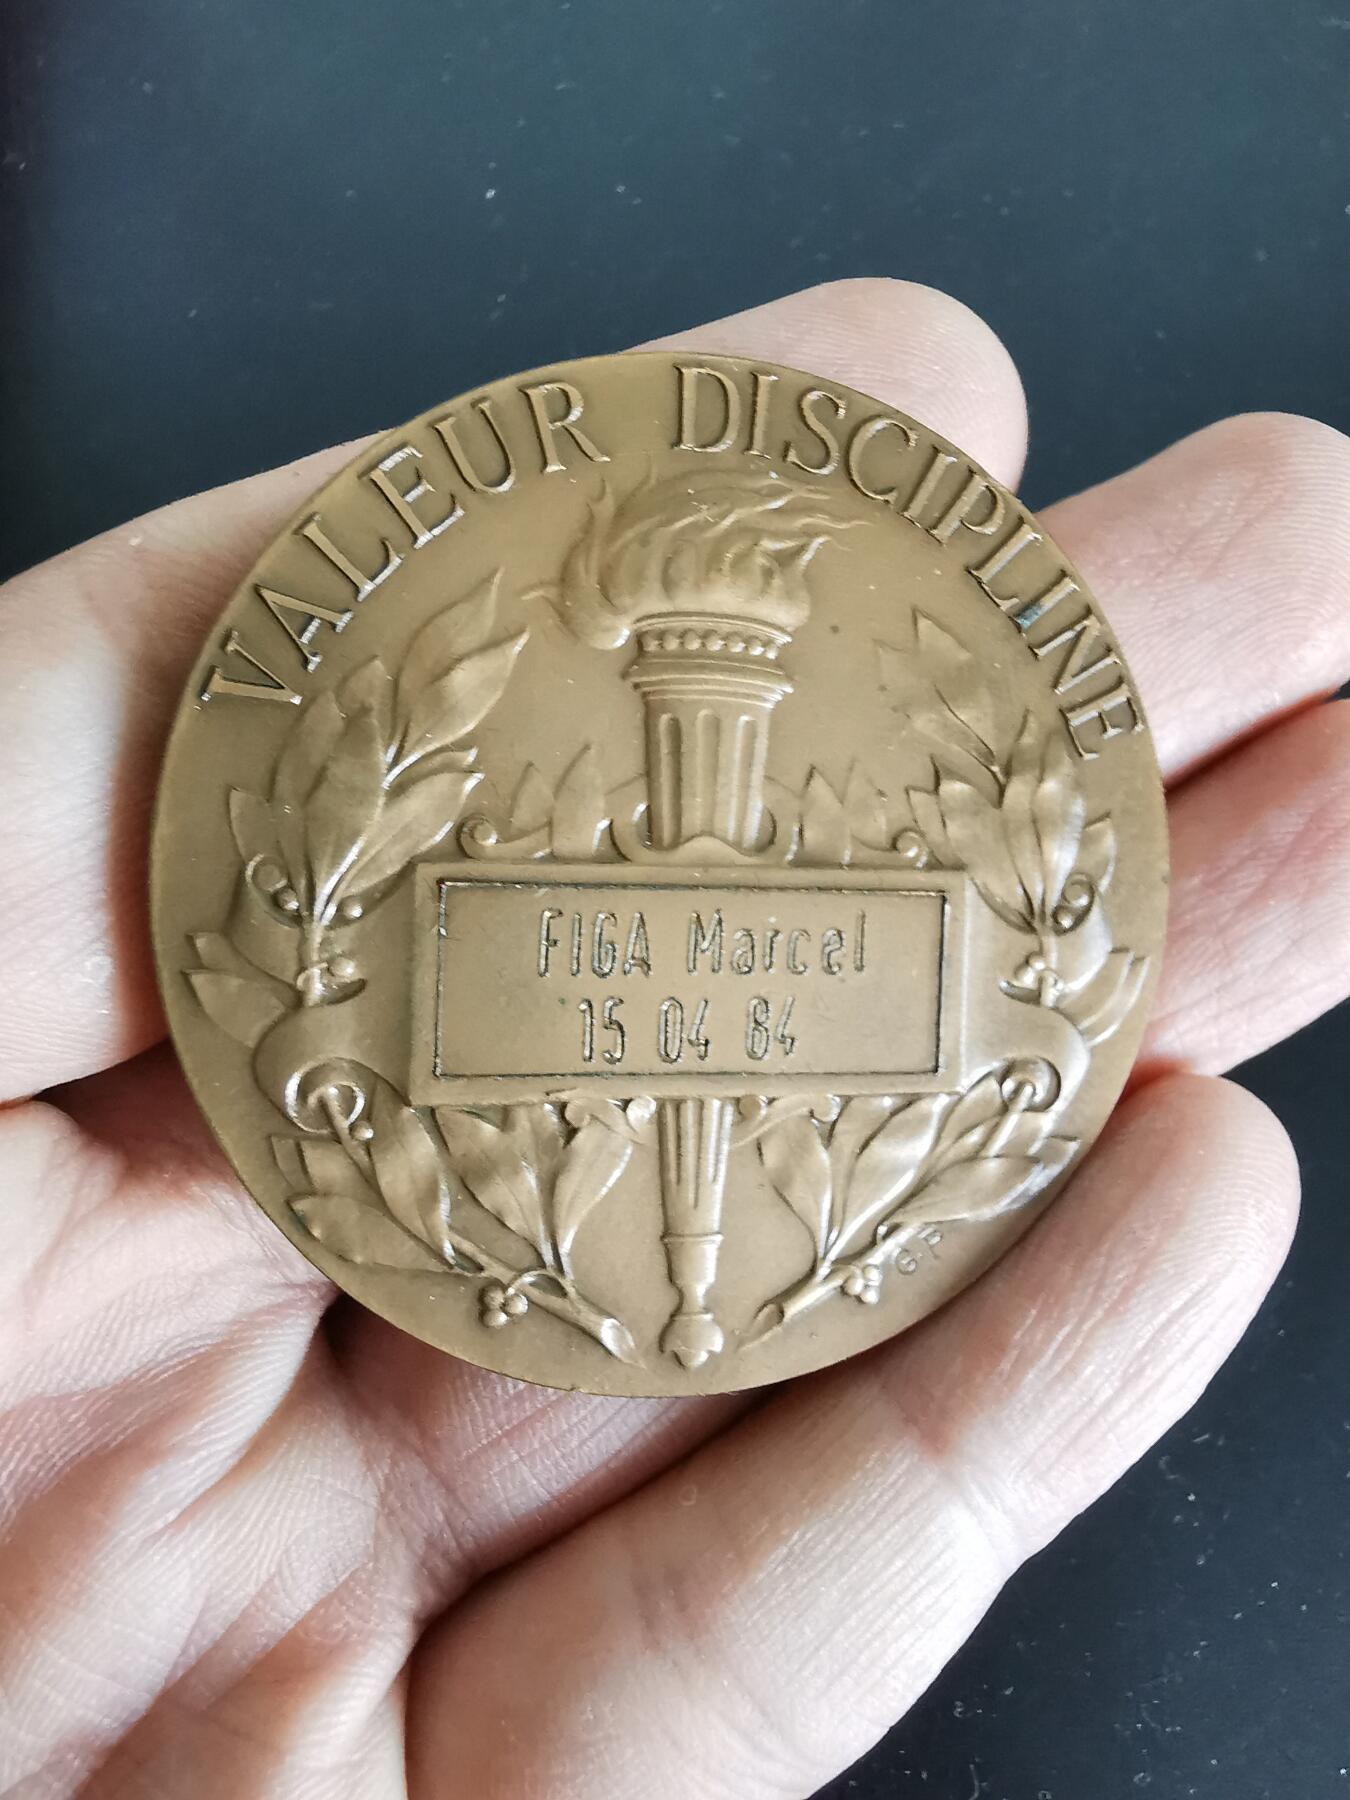 VALEUR DISCIPLINE
FIGA Marcel
15 04 84
G.P